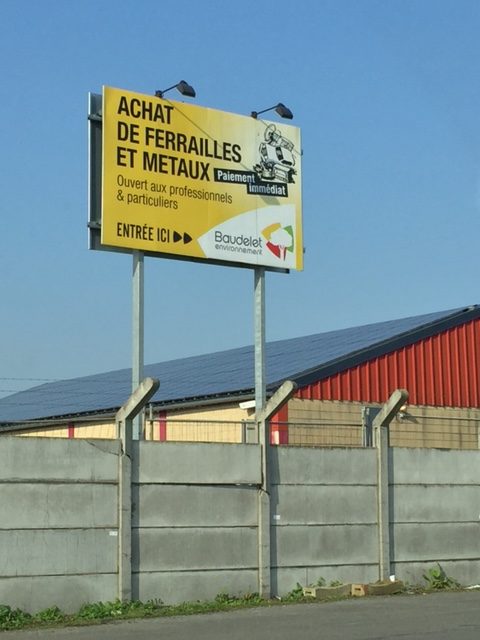 ACHAT
DE FERRAILLES
ET METAUX
Paiement
immédiat
Ouvert aux professionnels
& particuliers
ENTRÉE ICI
Baudelet
environnement